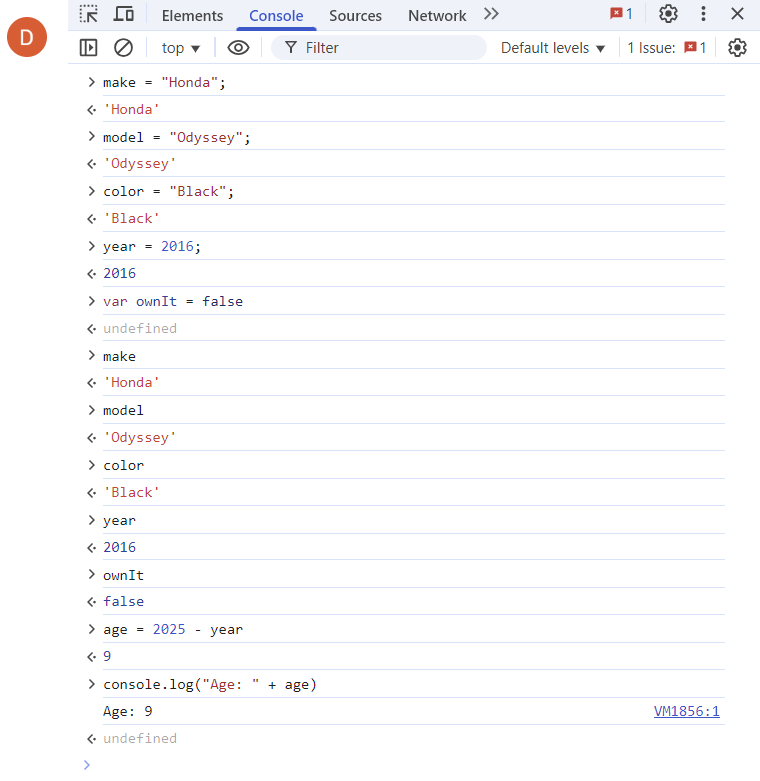 D
Elements Console Sources Network 1
top Filter Default levels 1 Issue: 1
make = "Honda";
'Honda'
model = "Odyssey";
'Odyssey'
color = "Black";
'Black'
year = 2016;
2016
var ownIt = false
undefined
make
'Honda'
model
'Odyssey'
color
'Black'
year
2016
ownIt
false
age = 2025 - year
9
console.log("Age: " + age)
Age: 9 VM1856:1
undefined